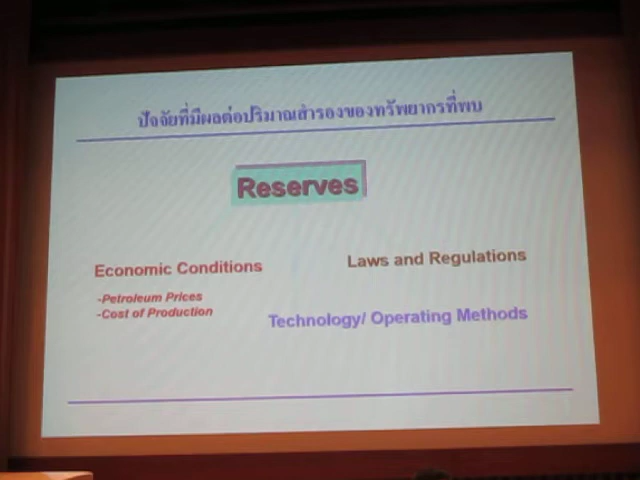 ปัจจัยที่มีผลต่อปริมาณสำรองของทรัพยากรที่พบ
Reserves
Economic Conditions
Laws and Regulations
-Petroleum Prices
-Cost of Production
Technology/ Operating Methods